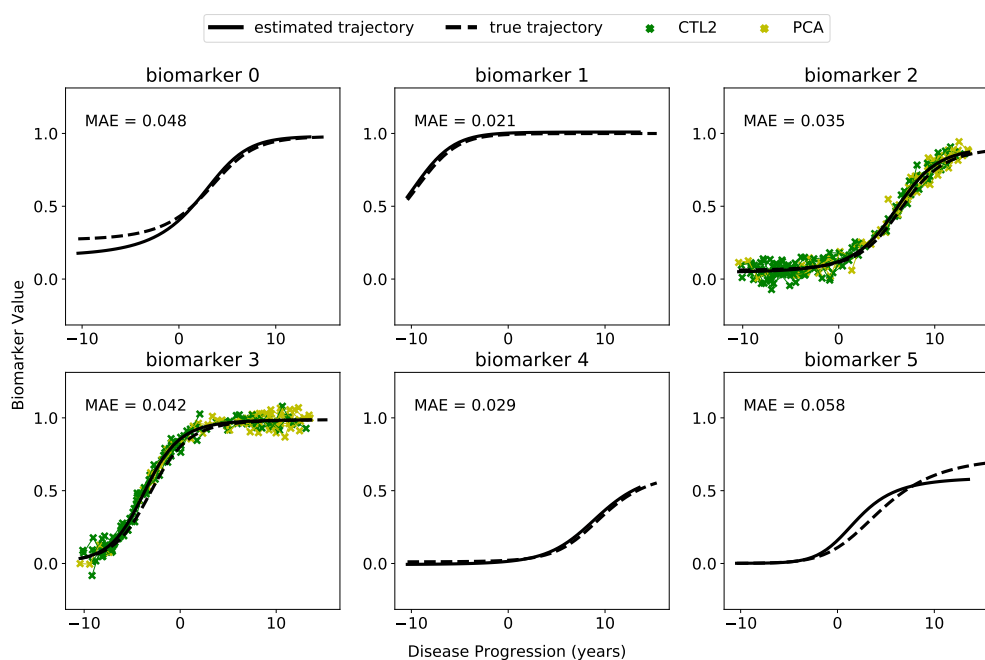 estimated trajectory true trajectory CTL2 PCA
biomarker 0 biomarker 1 biomarker 2
MAE = 0.048 MAE = 0.021 MAE = 0.035
1.0 1.0 1.0
0.5 0.5 0.5
0.0 0.0 0.0
−10 0 10 −10 0 10 −10 0 10
biomarker 3 biomarker 4 biomarker 5
MAE = 0.042 MAE = 0.029 MAE = 0.058
1.0 1.0 1.0
0.5 0.5 0.5
0.0 0.0 0.0
−10 0 10 −10 0 10 −10 0 10
Biomarker Value
Disease Progression (years)